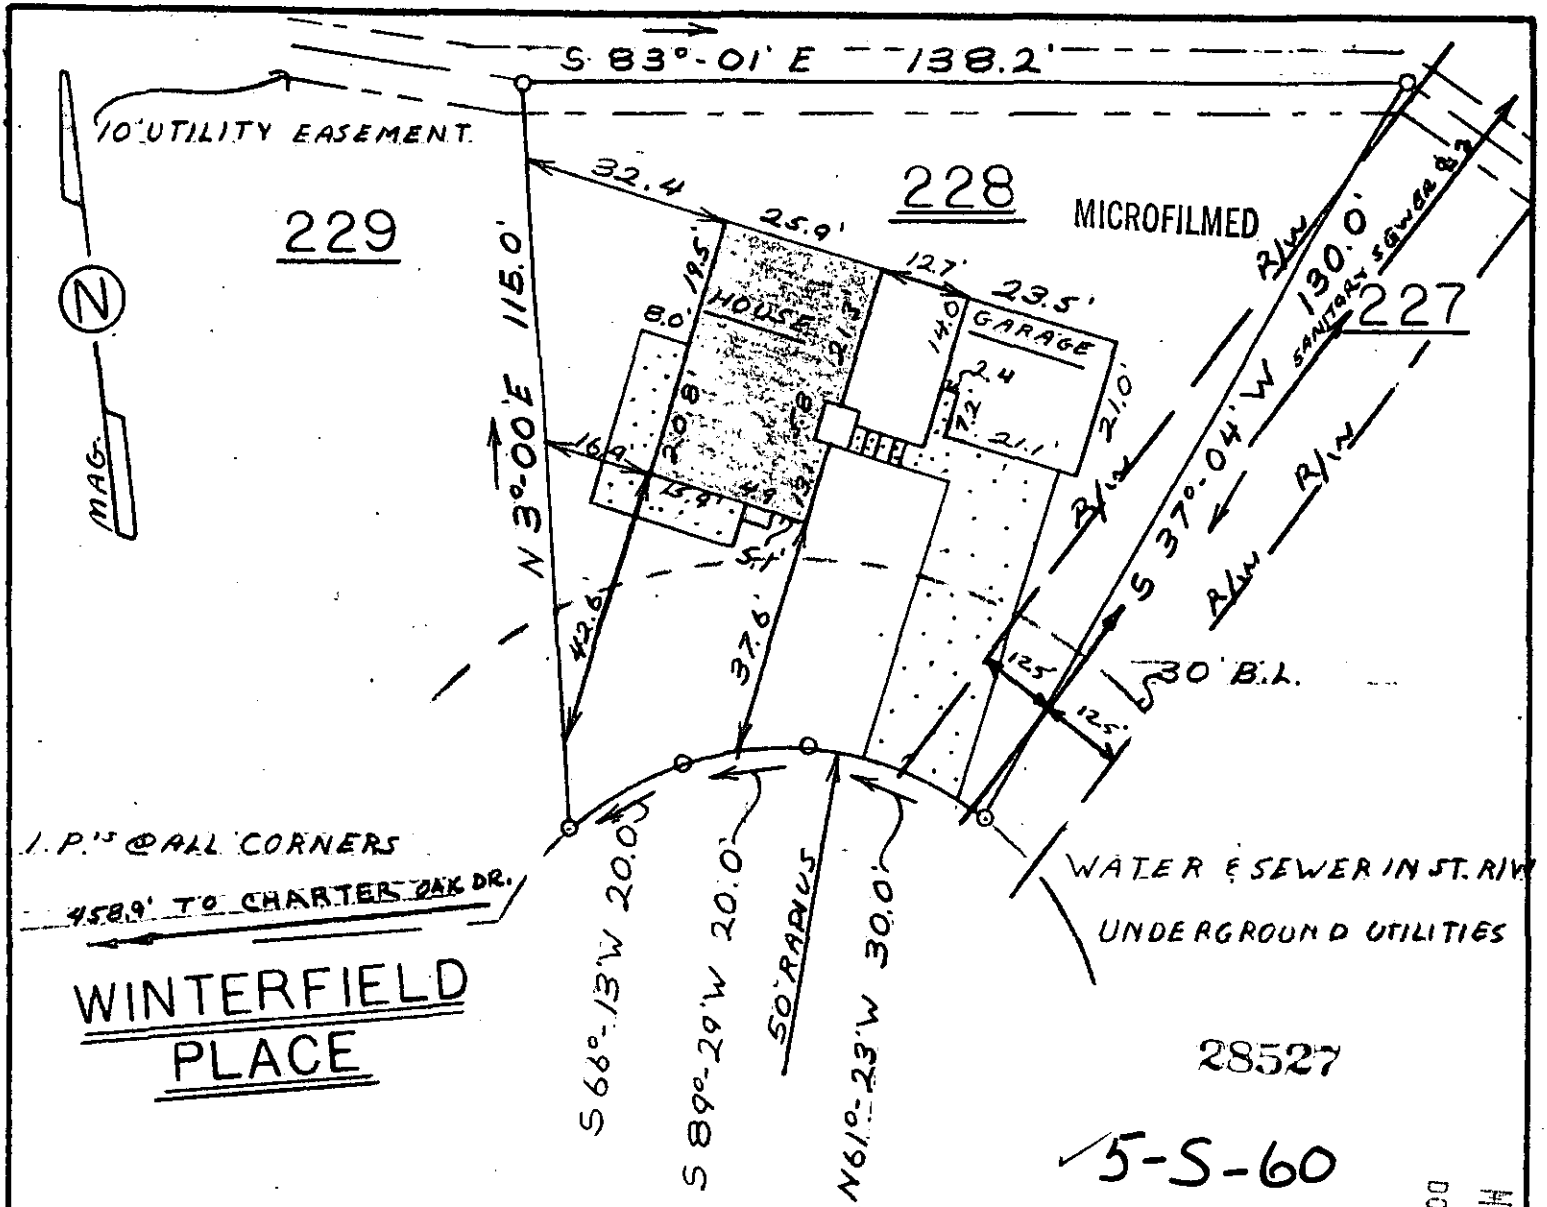 S 83°-01' E 138.2'
10' UTILITY EASEMENT
229
228
MICROFILMED
227
N
MAG.
N 3°-00' E 115.0'
32.4
25.9'
12.7'
23.5'
19.5'
HOUSE
21.3
14.0'
GARAGE
8.0'
2.4
7.2'
21.1'
21.0'
20.8'
16.9'
15.9'
4.9
5.1'
42.6
37.6'
R/W
130.0'
SANITARY SEWER
S 37°-04' W
R/W
R/W
R/W
12.5'
12.5'
30' B.L.
I.P.'s @ ALL CORNERS
458.9' TO CHARTER OAK DR.
WINTERFIELD
PLACE
S 66°-13' W 20.0'
S 89°-29' W 20.0'
50' RADIUS
N 61°-23' W 30.0'
WATER & SEWER IN ST. R/W
UNDERGROUND UTILITIES
28527
5-S-60